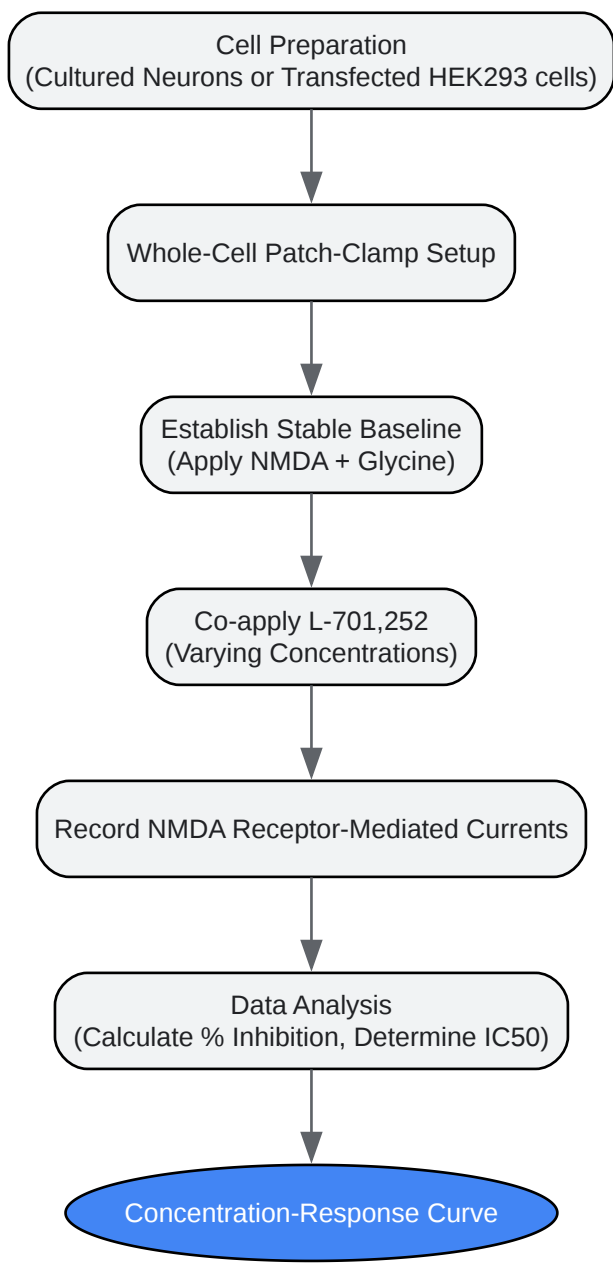 Cell Preparation
(Cultured Neurons or Transfected HEK293 cells)
Whole-Cell Patch-Clamp Setup
Establish Stable Baseline
(Apply NMDA + Glycine)
Co-apply L-701,252
(Varying Concentrations)
Record NMDA Receptor-Mediated Currents
Data Analysis
(Calculate % Inhibition, Determine IC50)
Concentration-Response Curve